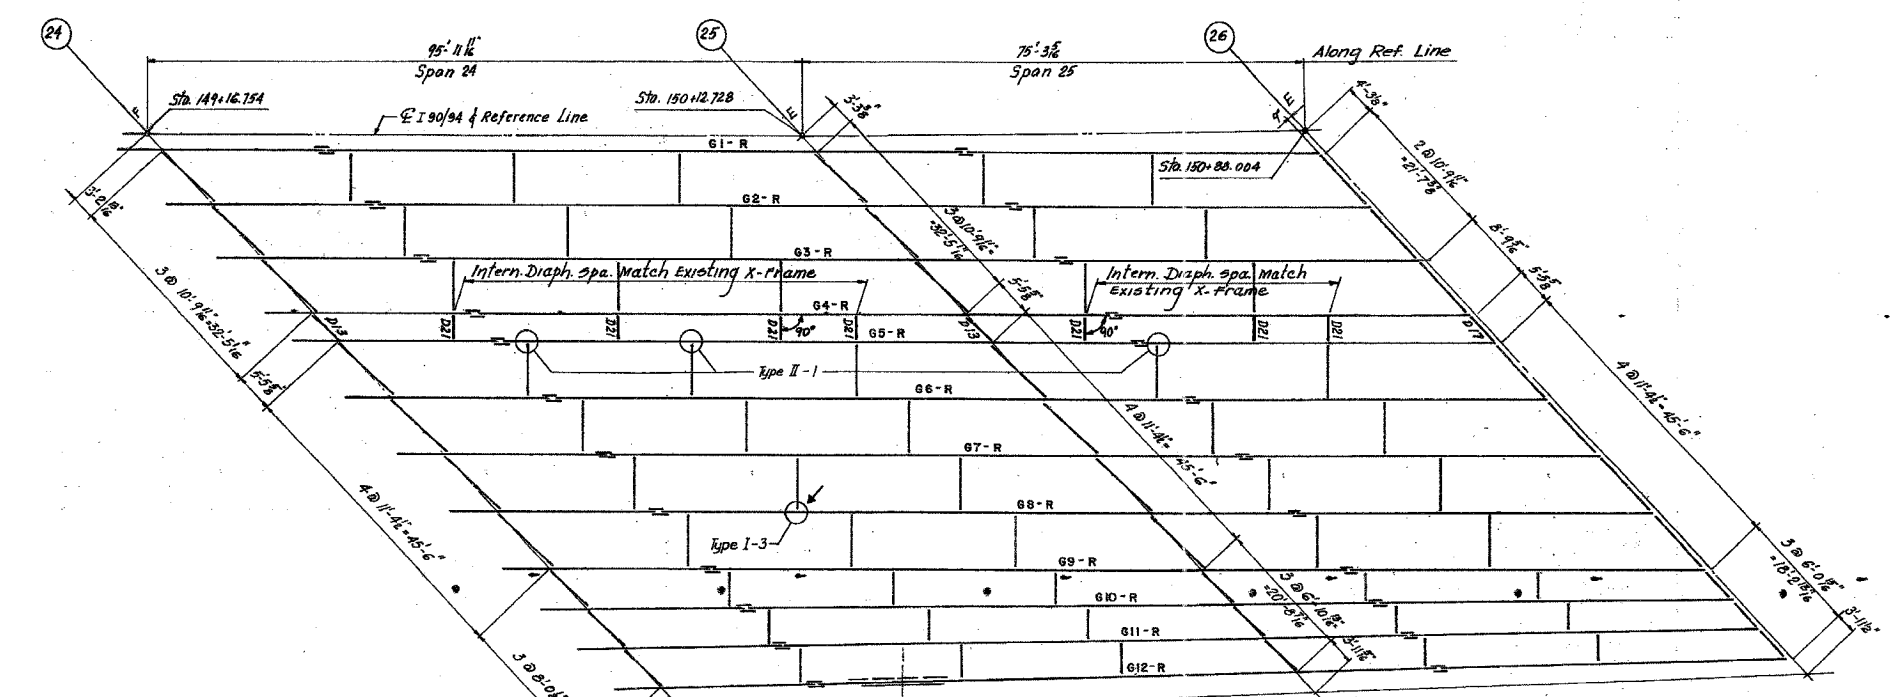 24
25
26
95'-11 11/16"
Span 24
75'-3 5/16"
Span 25
Along Ref. Line
Sta. 149+16.754
Sta. 150+12.728
℄ I 90/94 & Reference Line
3'-3 3/8"
4'-3 1/8"
G1-R
Sta. 150+88.004
2 @ 10'-9 11/16"
=21'-7 3/8"
3'-2 13/16"
G2-R
3 @ 10'-9 11/16"=
32'-5 1/16"
8'-9 5/16"
G3-R
Intern. Diaph. spa. Match Existing X-Frame
Intern. Diaph. spa. Match
Existing X-Frame
5'-5 5/8"
5'-5 5/8"
3 @ 10'-9 11/16"=32'-5 1/16"
G4-R
D13
D21
D21
D21
90°
D21
G5-R
D13
D21
90°
D21
D21
D17
Type II-1
5'-5 5/8"
G6-R
4 @ 11'-4 1/2"=45'-6"
4 @ 11'-4 1/2"=
45'-6"
G7-R
4 @ 11'-4 1/2"=45'-6"
G8-R
Type I-3
G9-R
3 @ 6'-0 15/16"
=18'-2 13/16"
3 @ 6'-10 13/16"
=20'-8 7/16"
G10-R
3'-11 1/2"
G11-R
G12-R
3 @ 8'-0